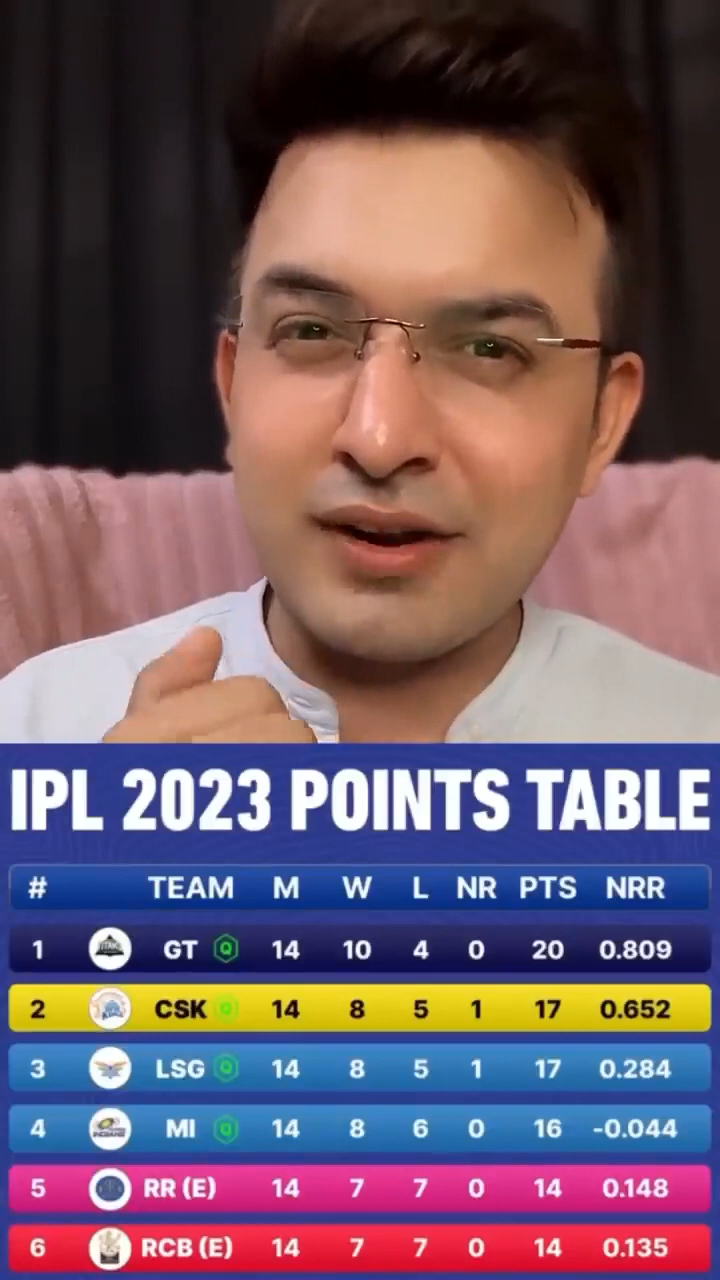 IPL 2023 POINTS TABLE
# TEAM M W L NR PTS NRR
1 GT Q 14 10 4 0 20 0.809
2 CSK Q 14 8 5 1 17 0.652
3 LSG Q 14 8 5 1 17 0.284
4 MI Q 14 8 6 0 16 -0.044
5 RR (E) 14 7 7 0 14 0.148
6 RCB (E) 14 7 7 0 14 0.135